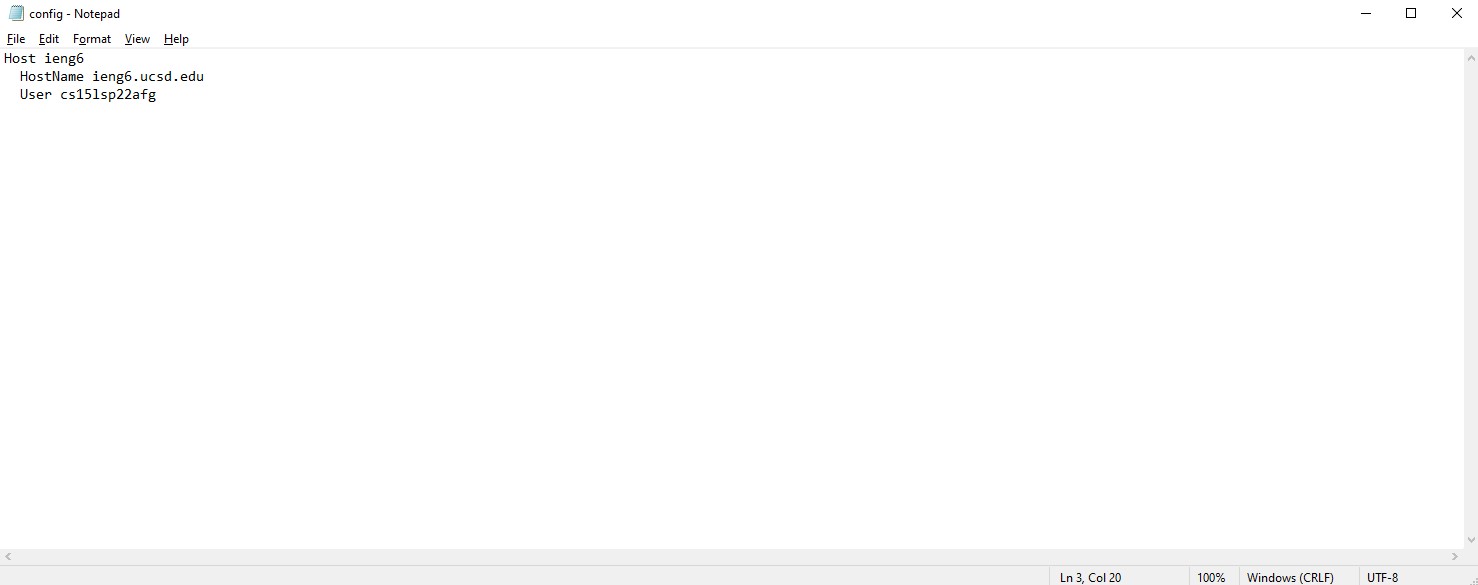 config - Notepad
File Edit Format View Help
Host ieng6
  HostName ieng6.ucsd.edu
  User cs15lsp22afg
Ln 3, Col 20 100% Windows (CRLF) UTF-8